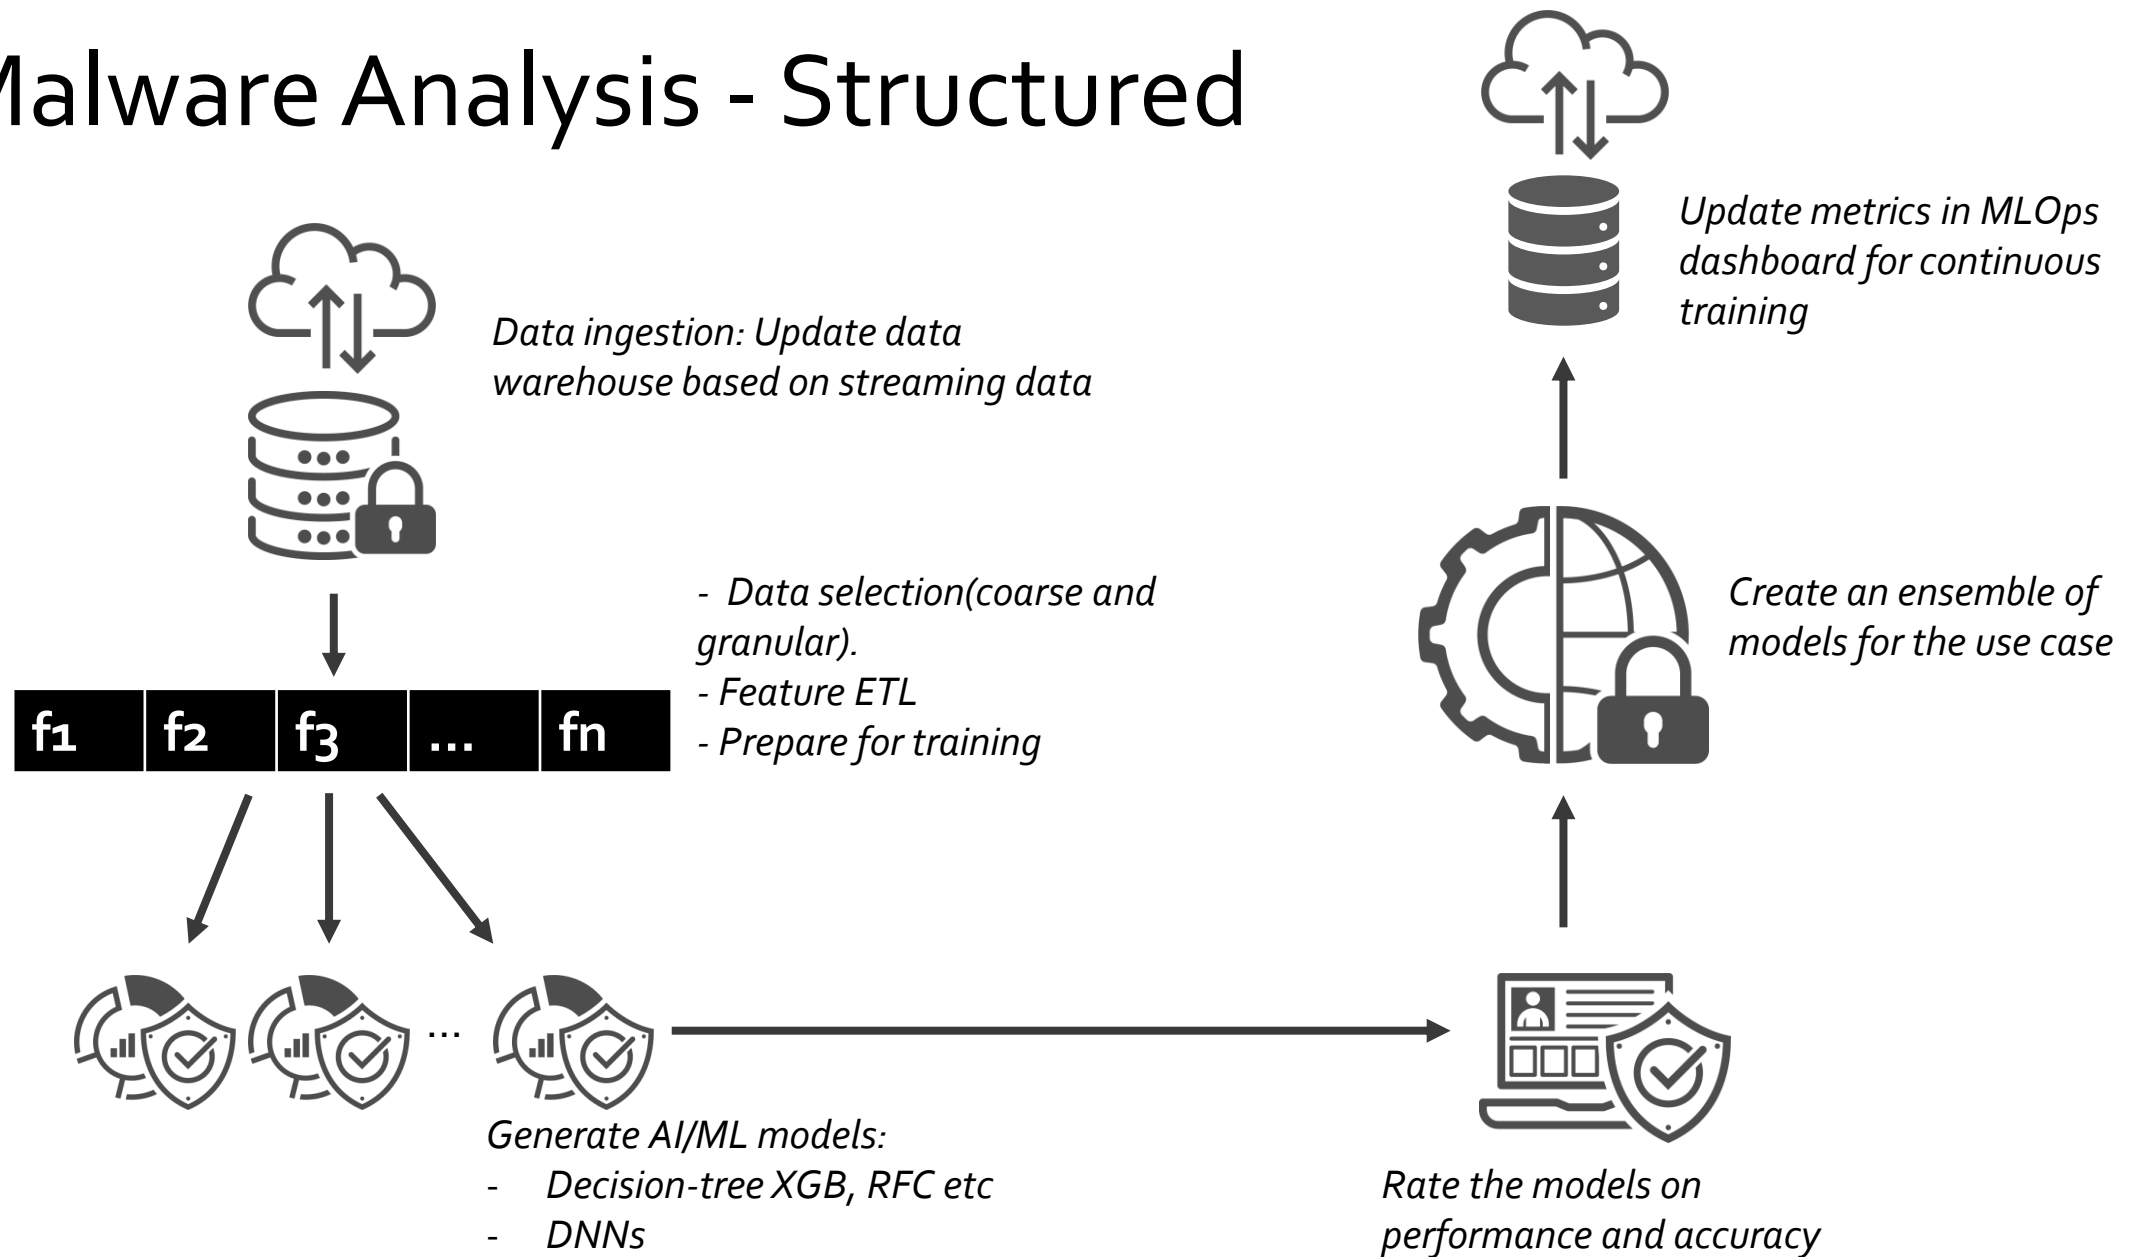 Malware Analysis - Structured
Data ingestion: Update data
warehouse based on streaming data
- Data selection(coarse and
granular).
- Feature ETL
- Prepare for training
f1 f2 f3 ... fn
...
Generate AI/ML models:
- Decision-tree XGB, RFC etc
- DNNs
Rate the models on
performance and accuracy
Create an ensemble of
models for the use case
Update metrics in MLOps
dashboard for continuous
training